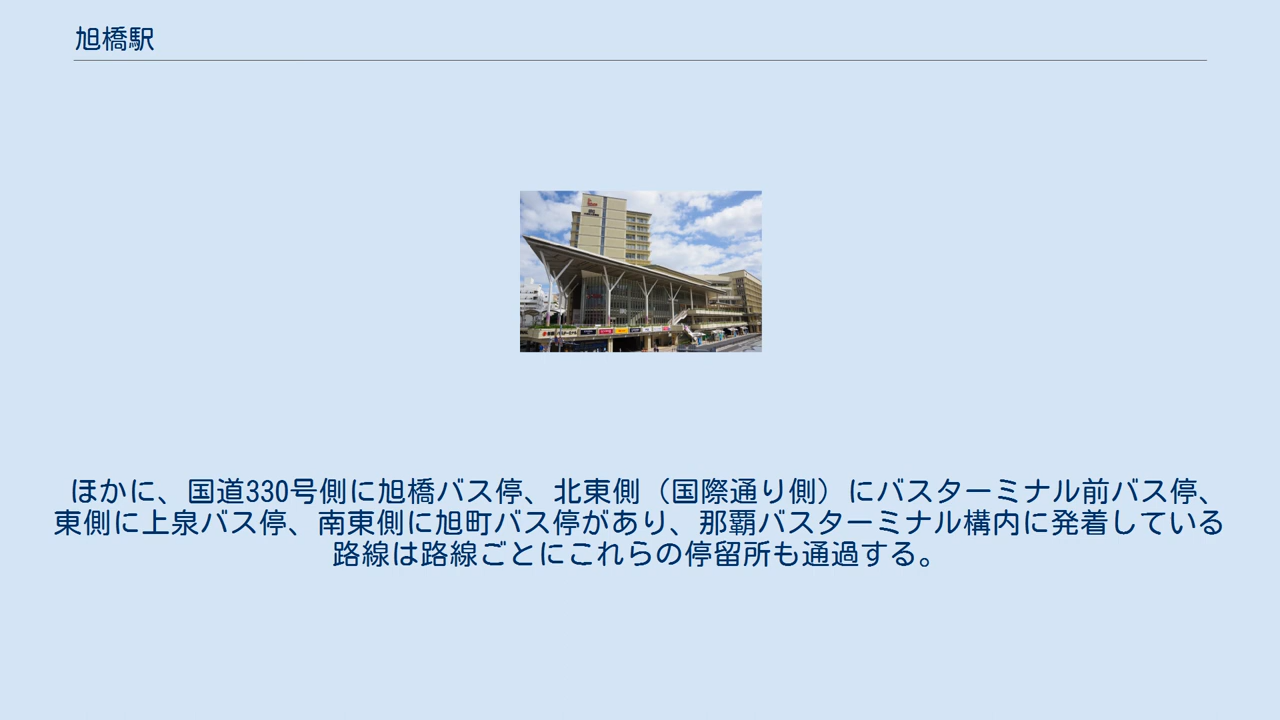 旭橋駅
ほかに、国道330号側に旭橋バス停、北東側（国際通り側）にバスターミナル前バス停、
東側に上泉バス停、南東側に旭町バス停があり、那覇バスターミナル構内に発着している
路線は路線ごとにこれらの停留所も通過する。